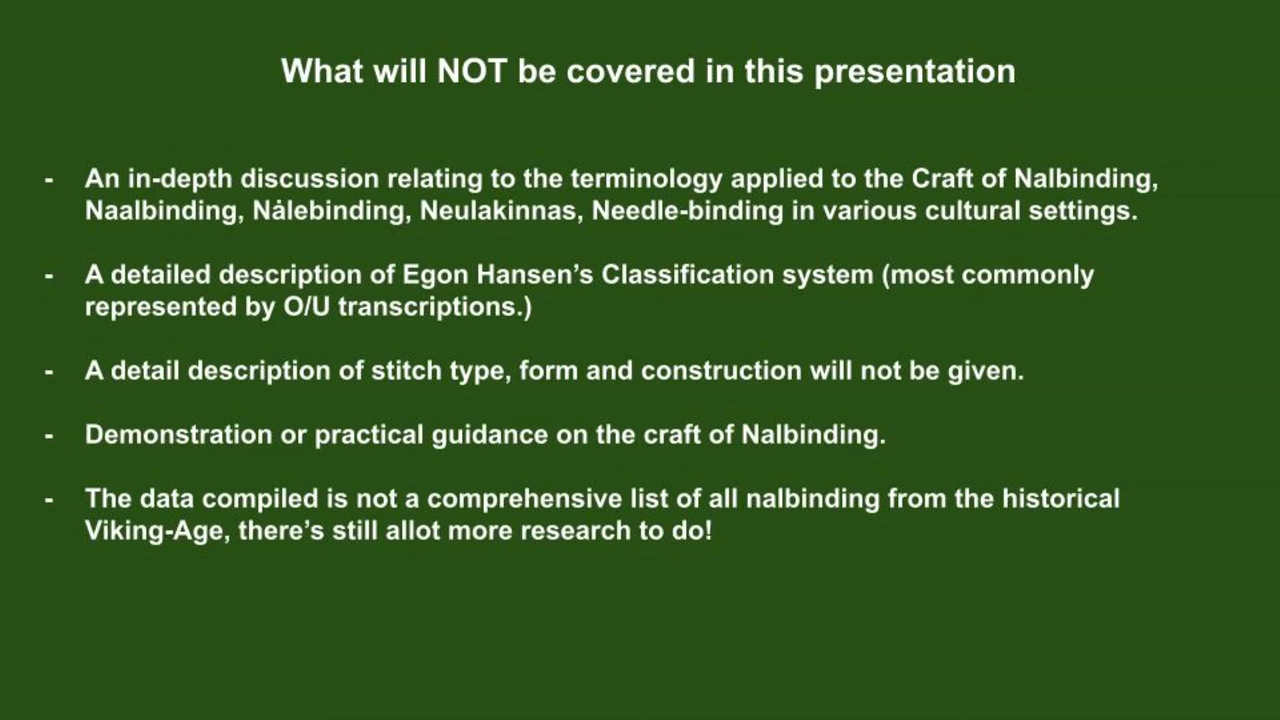 What will NOT be covered in this presentation
- An in-depth discussion relating to the terminology applied to the Craft of Nalbinding,
Naalbinding, Nålebinding, Neulakinnas, Needle-binding in various cultural settings.
- A detailed description of Egon Hansen’s Classification system (most commonly
represented by O/U transcriptions.)
- A detail description of stitch type, form and construction will not be given.
- Demonstration or practical guidance on the craft of Nalbinding.
- The data compiled is not a comprehensive list of all nalbinding from the historical
Viking-Age, there’s still allot more research to do!